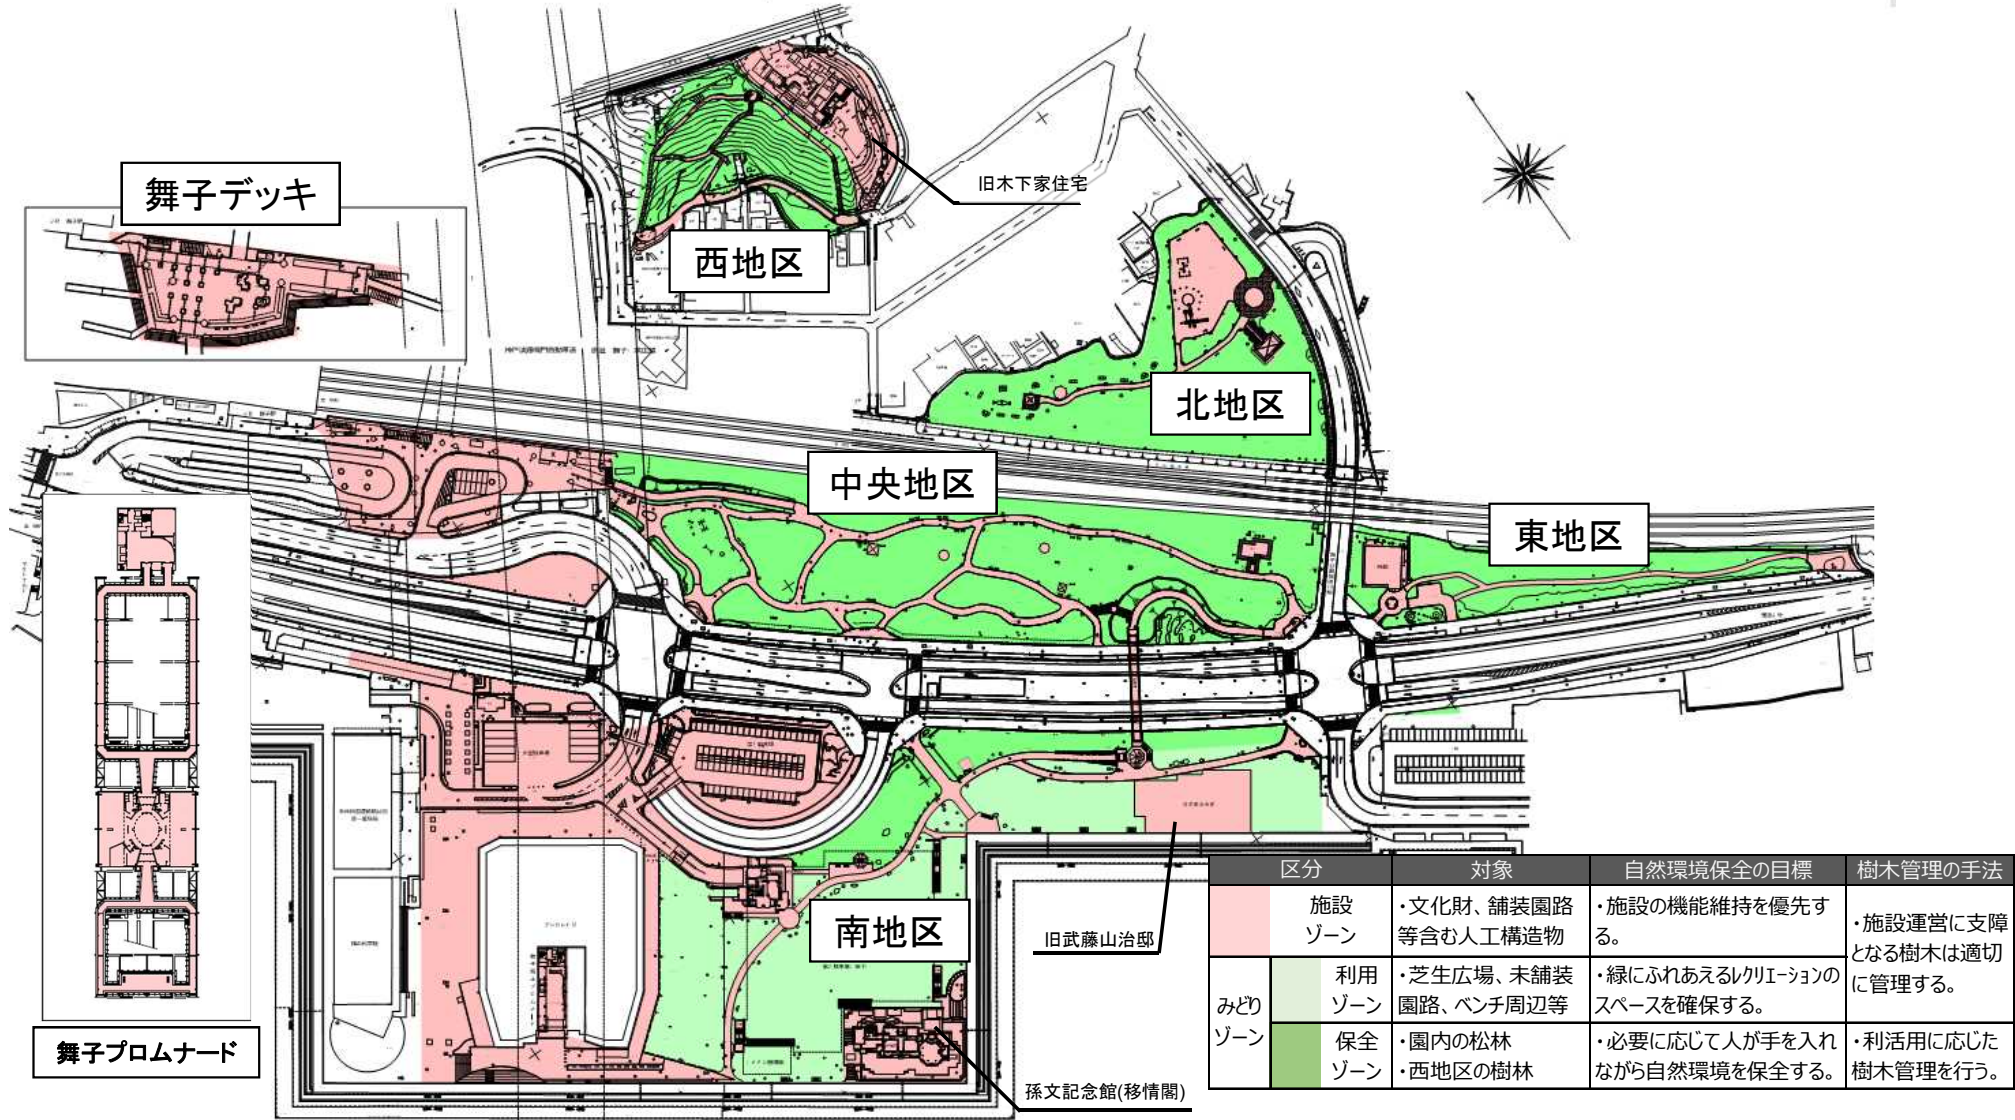 舞子デッキ
旧木下家住宅
西地区
北地区
中央地区
東地区
南地区
旧武藤山治邸
孫文記念館(移情閣)
舞子プロムナード
区分
対象
自然環境保全の目標
樹木管理の手法
施設
ゾーン
・文化財、舗装園路
等含む人工構造物
・施設の機能維持を優先す
る。
・施設運営に支障
となる樹木は適切
に管理する。
みどり
ゾーン
利用
ゾーン
・芝生広場、未舗装
園路、ベンチ周辺等
・緑にふれあえるレクリエーションの
スペースを確保する。
保全
ゾーン
・園内の松林
・西地区の樹林
・必要に応じて人が手を入れ
ながら自然環境を保全する。
・利活用に応じた
樹木管理を行う。